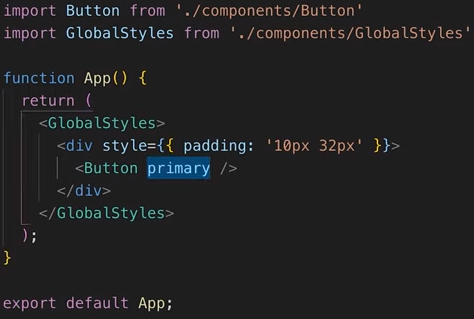 import Button from './components/Button'
import GlobalStyles from './components/GlobalStyles'

function App() {
  return (
    <GlobalStyles>
      <div style={{ padding: '10px 32px' }}>
        <Button primary />
      </div>
    </GlobalStyles>
  );
}

export default App;